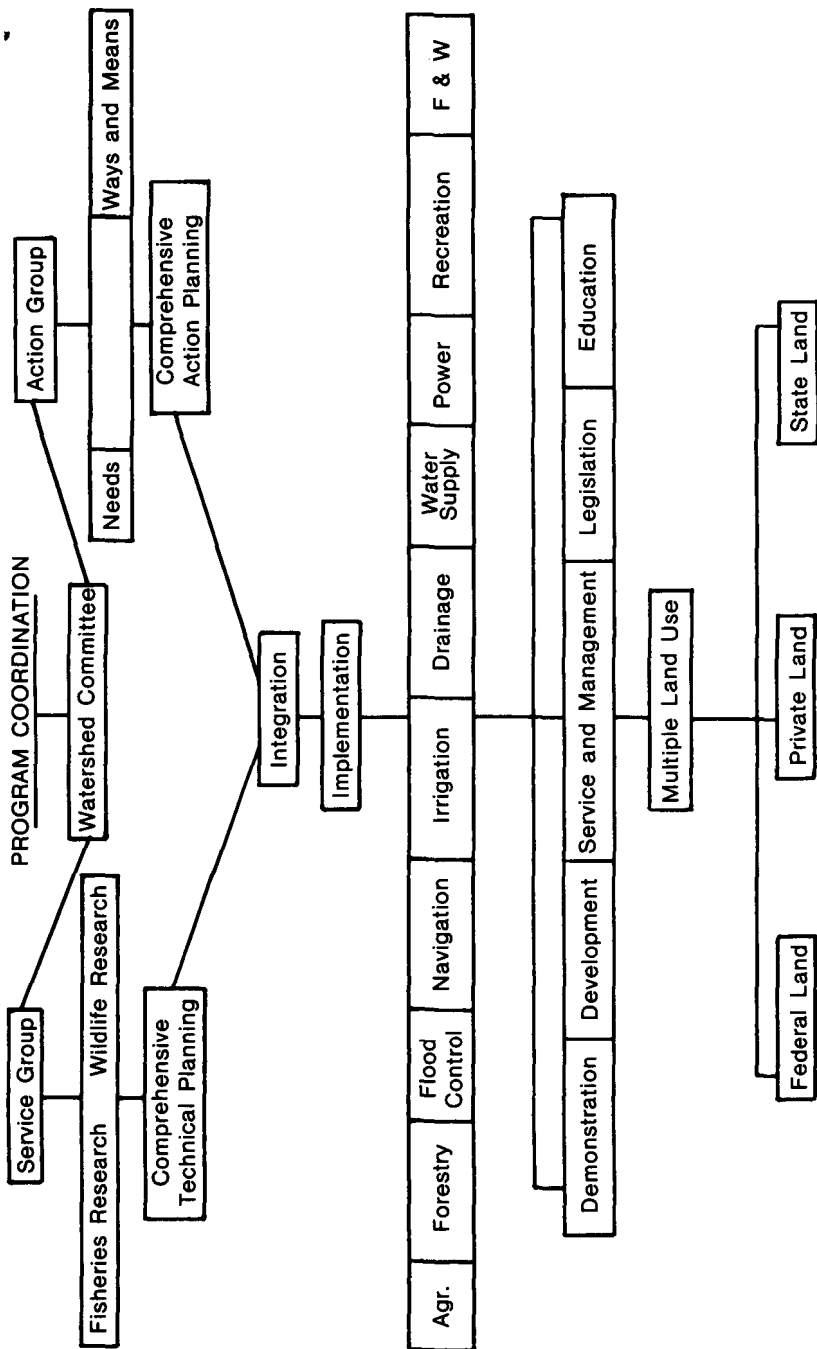 PROGRAM COORDINATION
Watershed Committee
Service Group
Action Group
Fisheries Research Wildlife Research
Needs
Ways and Means
Comprehensive
Technical Planning
Comprehensive
Action Planning
Integration
Implementation
Agr.
Forestry
Flood
Control
Navigation
Irrigation
Drainage
Water
Supply
Power
Recreation
F & W
Demonstration
Development
Service and Management
Legislation
Education
Multiple Land Use
Federal Land
Private Land
State Land